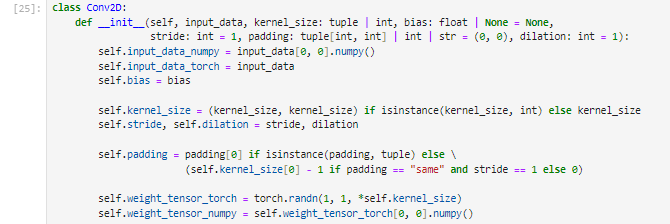 [25]: class Conv2D:
    def __init__(self, input_data, kernel_size: tuple | int, bias: float | None = None,
                 stride: int = 1, padding: tuple[int, int] | int | str = (0, 0), dilation: int = 1):
        self.input_data_numpy = input_data[0, 0].numpy()
        self.input_data_torch = input_data
        self.bias = bias

        self.kernel_size = (kernel_size, kernel_size) if isinstance(kernel_size, int) else kernel_size
        self.stride, self.dilation = stride, dilation

        self.padding = padding[0] if isinstance(padding, tuple) else \
                       (self.kernel_size[0] - 1 if padding == "same" and stride == 1 else 0)

        self.weight_tensor_torch = torch.randn(1, 1, *self.kernel_size)
        self.weight_tensor_numpy = self.weight_tensor_torch[0, 0].numpy()